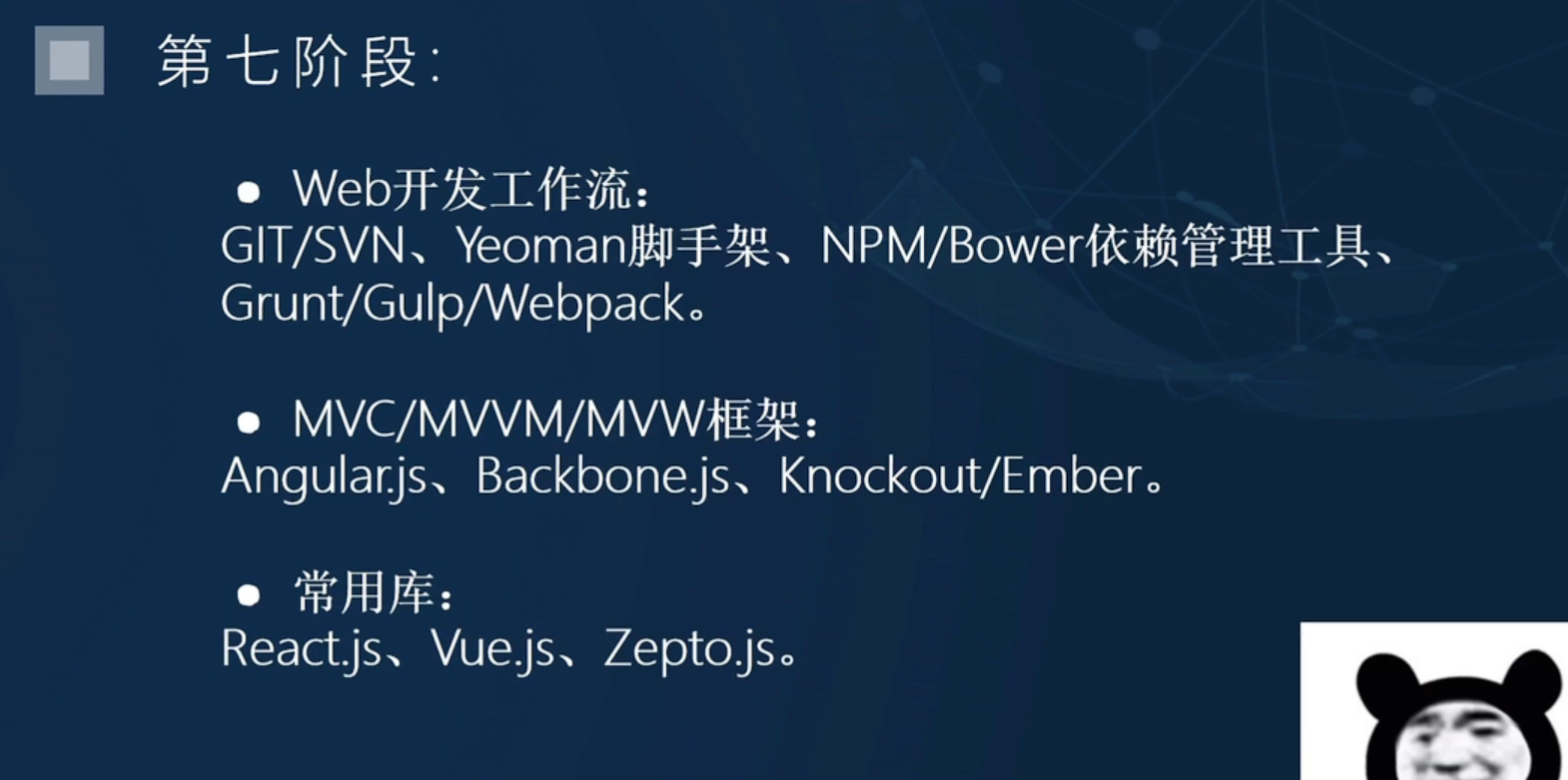 第七阶段:
● Web开发工作流：
GIT/SVN、Yeoman脚手架、NPM/Bower依赖管理工具、
Grunt/Gulp/Webpack。
● MVC/MVVM/MVW框架：
Angular.js、Backbone.js、Knockout/Ember。
● 常用库：
React.js、Vue.js、Zepto.js。